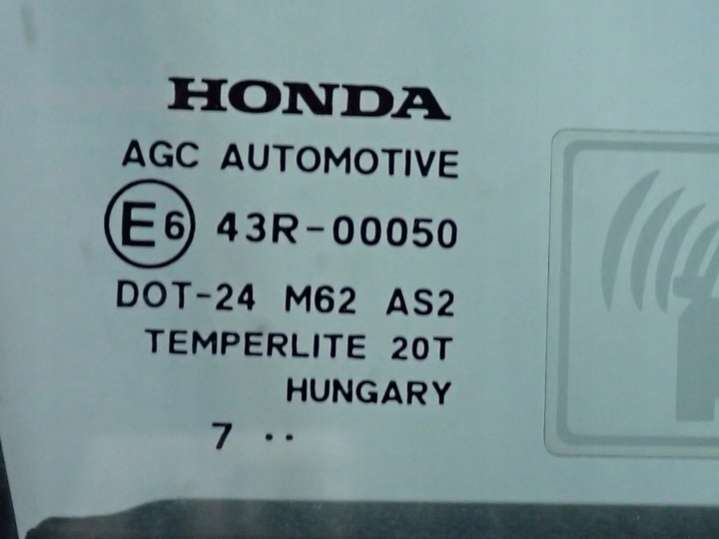 HONDA
AGC AUTOMOTIVE
E6 43R-00050
DOT-24 M62 AS2
TEMPERLITE 20T
HUNGARY
7 ..